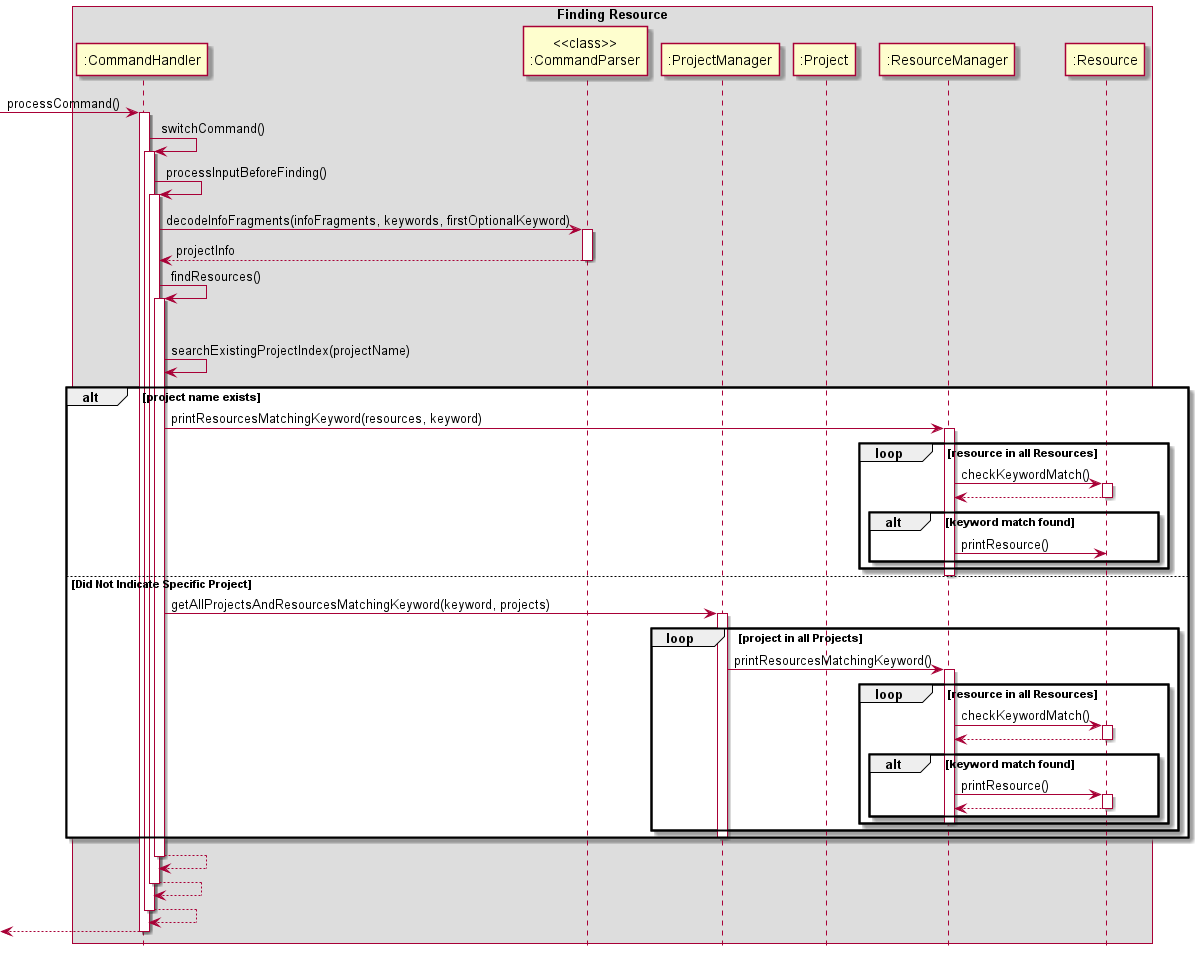 Finding Resource
:CommandHandler
<<class>>
:CommandParser
:ProjectManager
:Project
:ResourceManager
:Resource
processCommand()
switchCommand()
processInputBeforeFinding()
decodeInfoFragments(infoFragments, keywords, firstOptionalKeyword)
projectInfo
findResources()
searchExistingProjectIndex(projectName)
alt
[project name exists]
printResourcesMatchingKeyword(resources, keyword)
loop
[resource in all Resources]
checkKeywordMatch()
alt
[keyword match found]
printResource()
[Did Not Indicate Specific Project]
getAllProjectsAndResourcesMatchingKeyword(keyword, projects)
loop
[project in all Projects]
printResourcesMatchingKeyword()
loop
[resource in all Resources]
checkKeywordMatch()
alt
[keyword match found]
printResource()